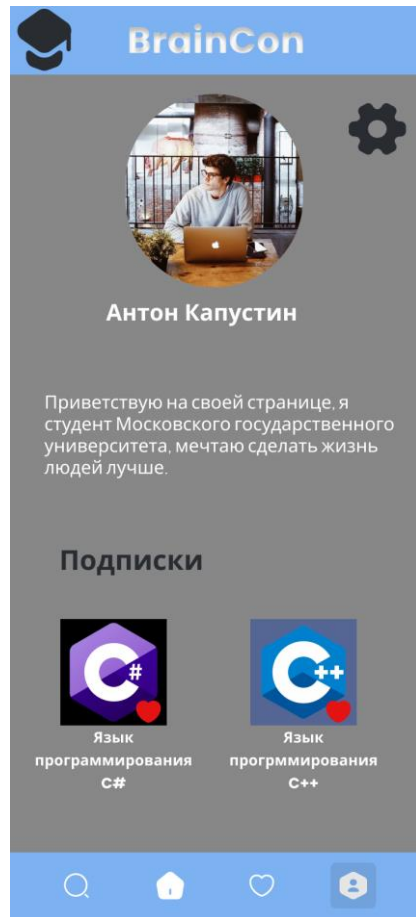 BrainCon
Антон Капустин
Приветствую на своей странице, я
студент Московского государственного
университета, мечтаю сделать жизнь
людей лучше.
Подписки
C#
C++
Язык
программирования
C#
Язык
прогрммирования
C++